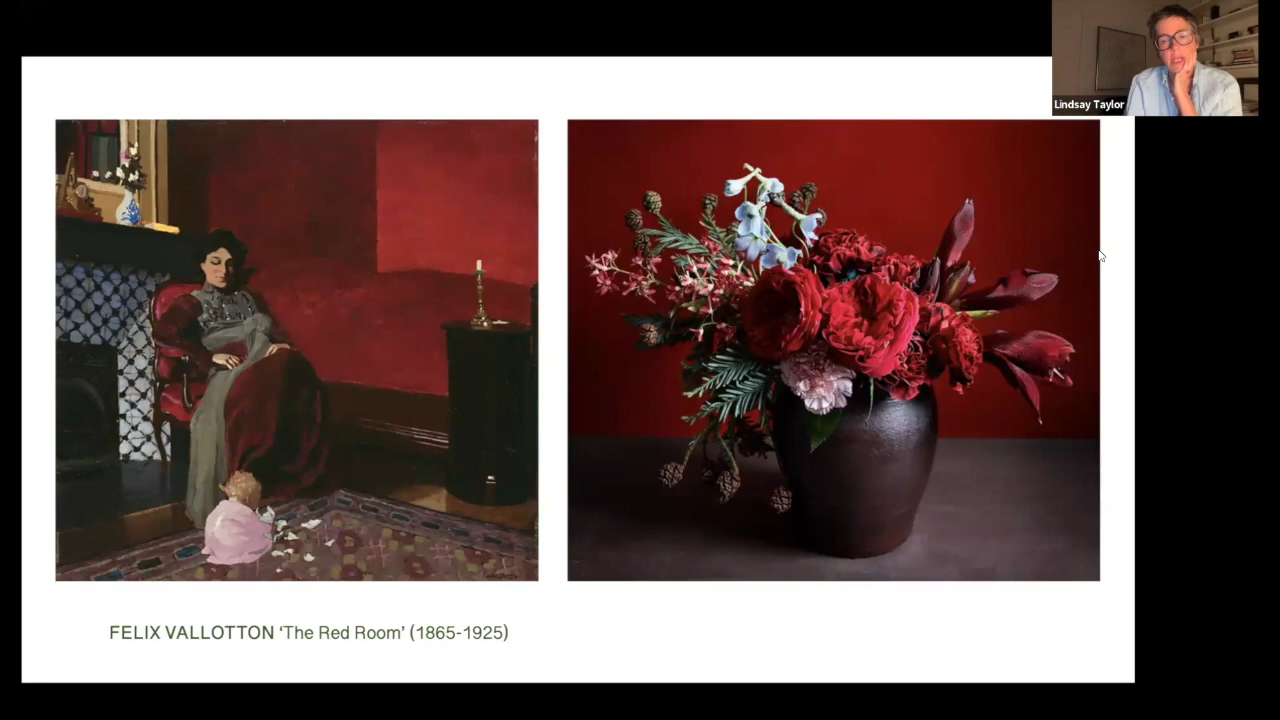 Lindsay Taylor
FELIX VALLOTTON ‘The Red Room’ (1865-1925)